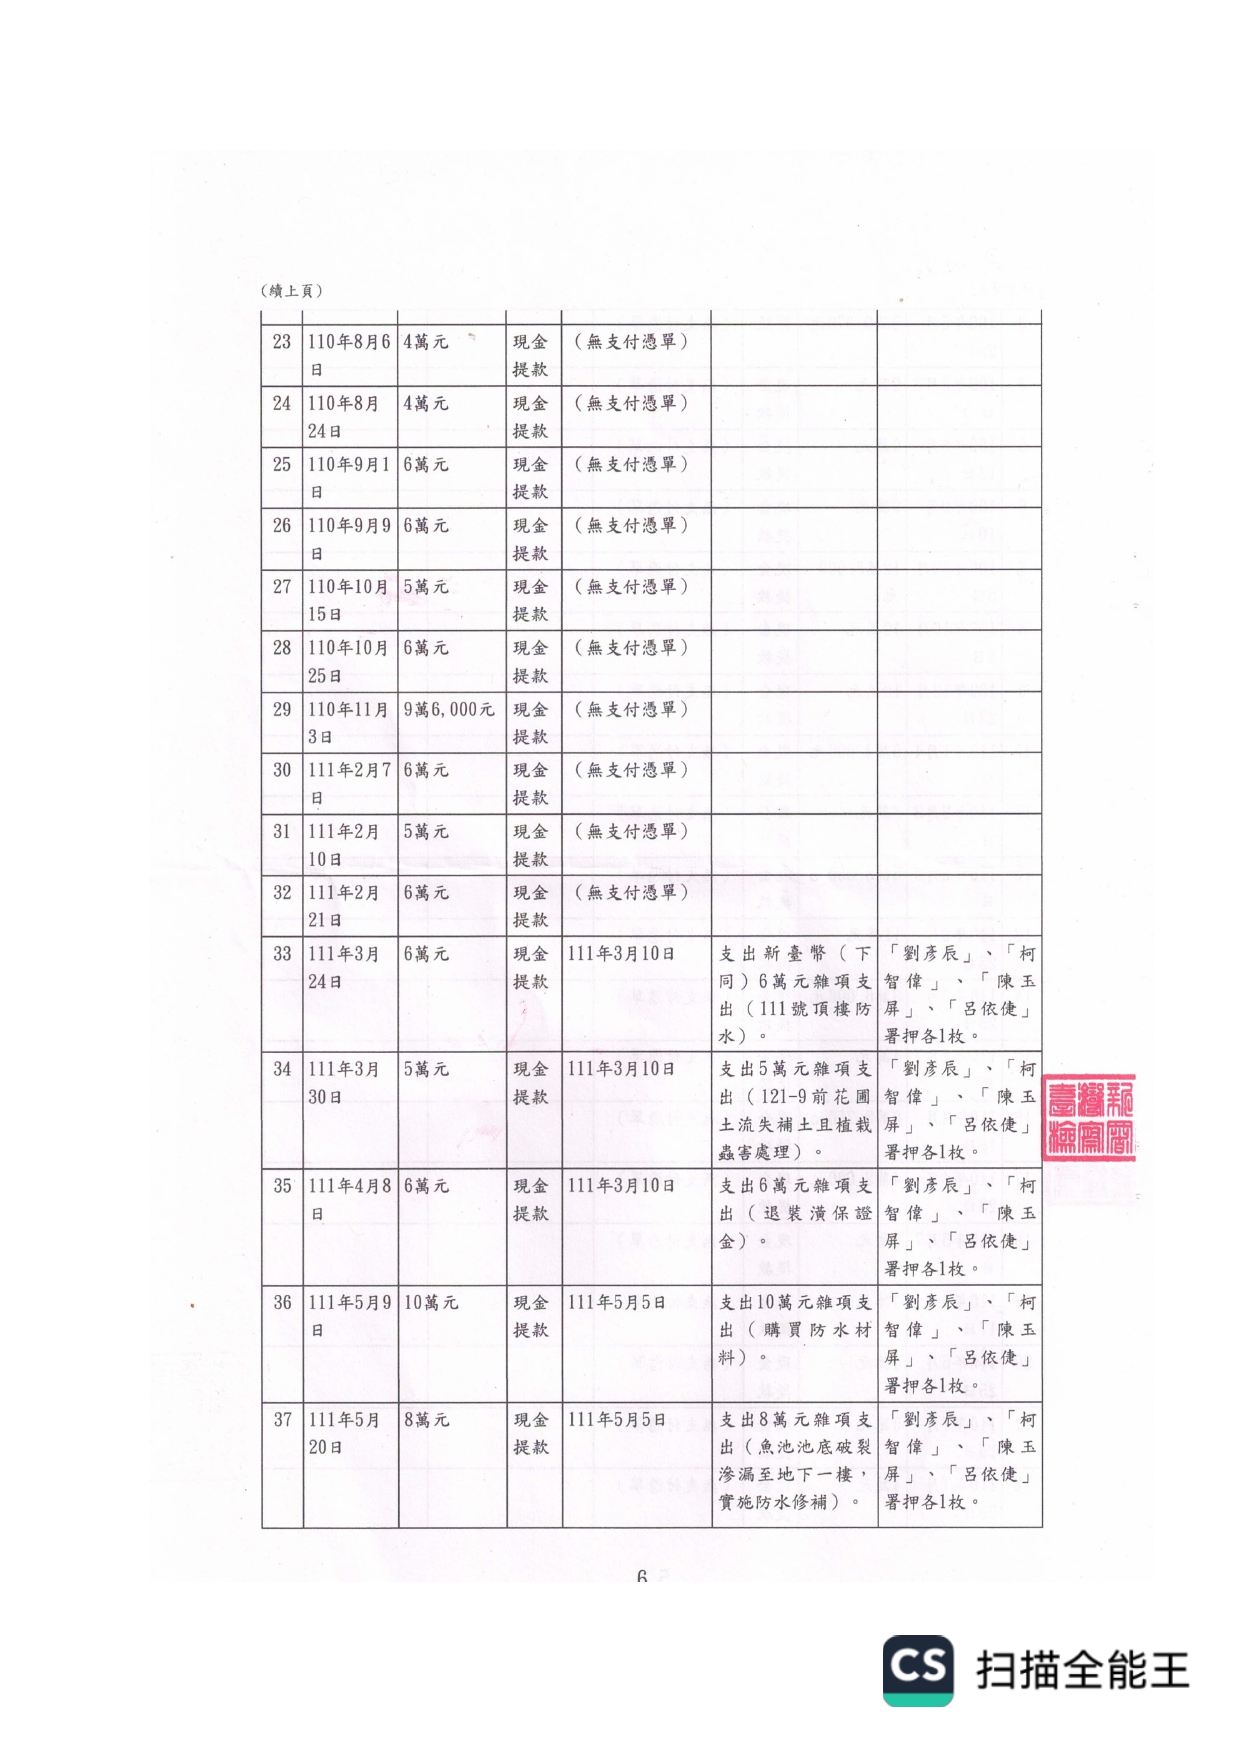 (續上頁)
23 110年8月6日 4萬元 現金提款 (無支付憑單)
24 110年8月24日 4萬元 現金提款 (無支付憑單)
25 110年9月1日 6萬元 現金提款 (無支付憑單)
26 110年9月9日 6萬元 現金提款 (無支付憑單)
27 110年10月15日 5萬元 現金提款 (無支付憑單)
28 110年10月25日 6萬元 現金提款 (無支付憑單)
29 110年11月3日 9萬6,000元 現金提款 (無支付憑單)
30 111年2月7日 6萬元 現金提款 (無支付憑單)
31 111年2月10日 5萬元 現金提款 (無支付憑單)
32 111年2月21日 6萬元 現金提款 (無支付憑單)
33 111年3月24日 6萬元 現金提款 111年3月10日 支出新臺幣(下同)6萬元雜項支出(111號頂樓防水)。 「劉彥辰」、「柯智偉」、「陳玉屏」、「呂依倢」署押各1枚。
34 111年3月30日 5萬元 現金提款 111年3月10日 支出5萬元雜項支出(121-9前花圃土流失補土且植栽蟲害處理)。 「劉彥辰」、「柯智偉」、「陳玉屏」、「呂依倢」署押各1枚。
35 111年4月8日 6萬元 現金提款 111年3月10日 支出6萬元雜項支出(退裝潢保證金)。 「劉彥辰」、「柯智偉」、「陳玉屏」、「呂依倢」署押各1枚。
36 111年5月9日 10萬元 現金提款 111年5月5日 支出10萬元雜項支出(購買防水材料)。 「劉彥辰」、「柯智偉」、「陳玉屏」、「呂依倢」署押各1枚。
37 111年5月20日 8萬元 現金提款 111年5月5日 支出8萬元雜項支出(魚池池底破裂滲漏至地下一樓,實施防水修補)。 「劉彥辰」、「柯智偉」、「陳玉屏」、「呂依倢」署押各1枚。
6
CS 扫描全能王